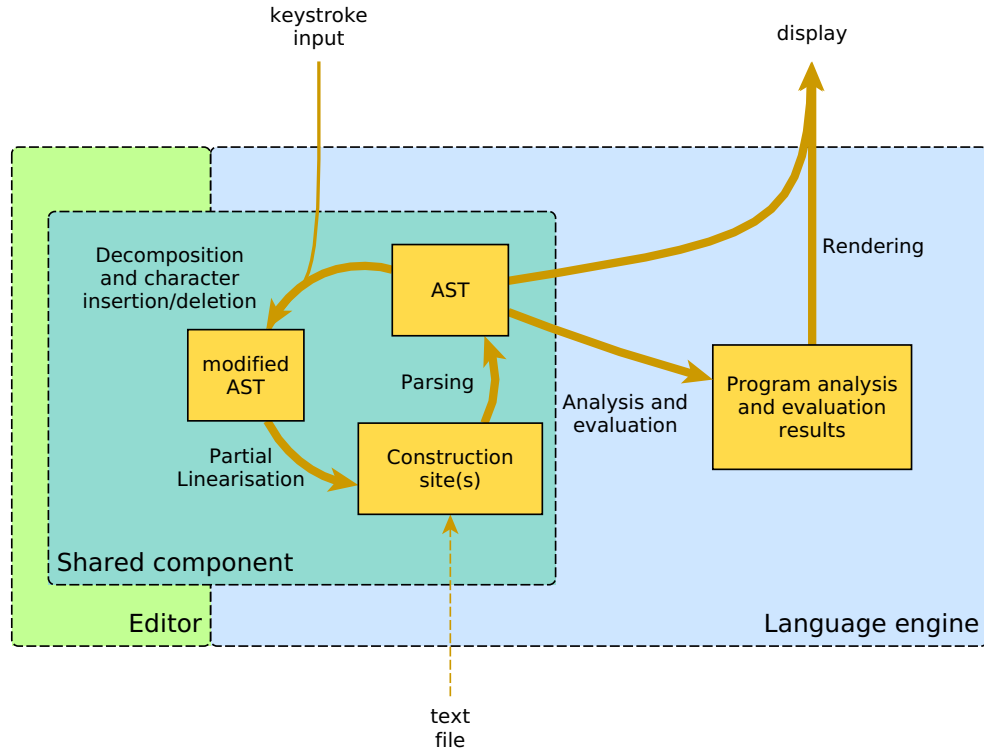 keystroke
input
display
Decomposition
and character
insertion/deletion
AST
Rendering
modified
AST
Parsing
Program analysis
and evaluation
results
Analysis and
evaluation
Partial
Linearisation
Construction
site(s)
Shared component
Editor
Language engine
text
file